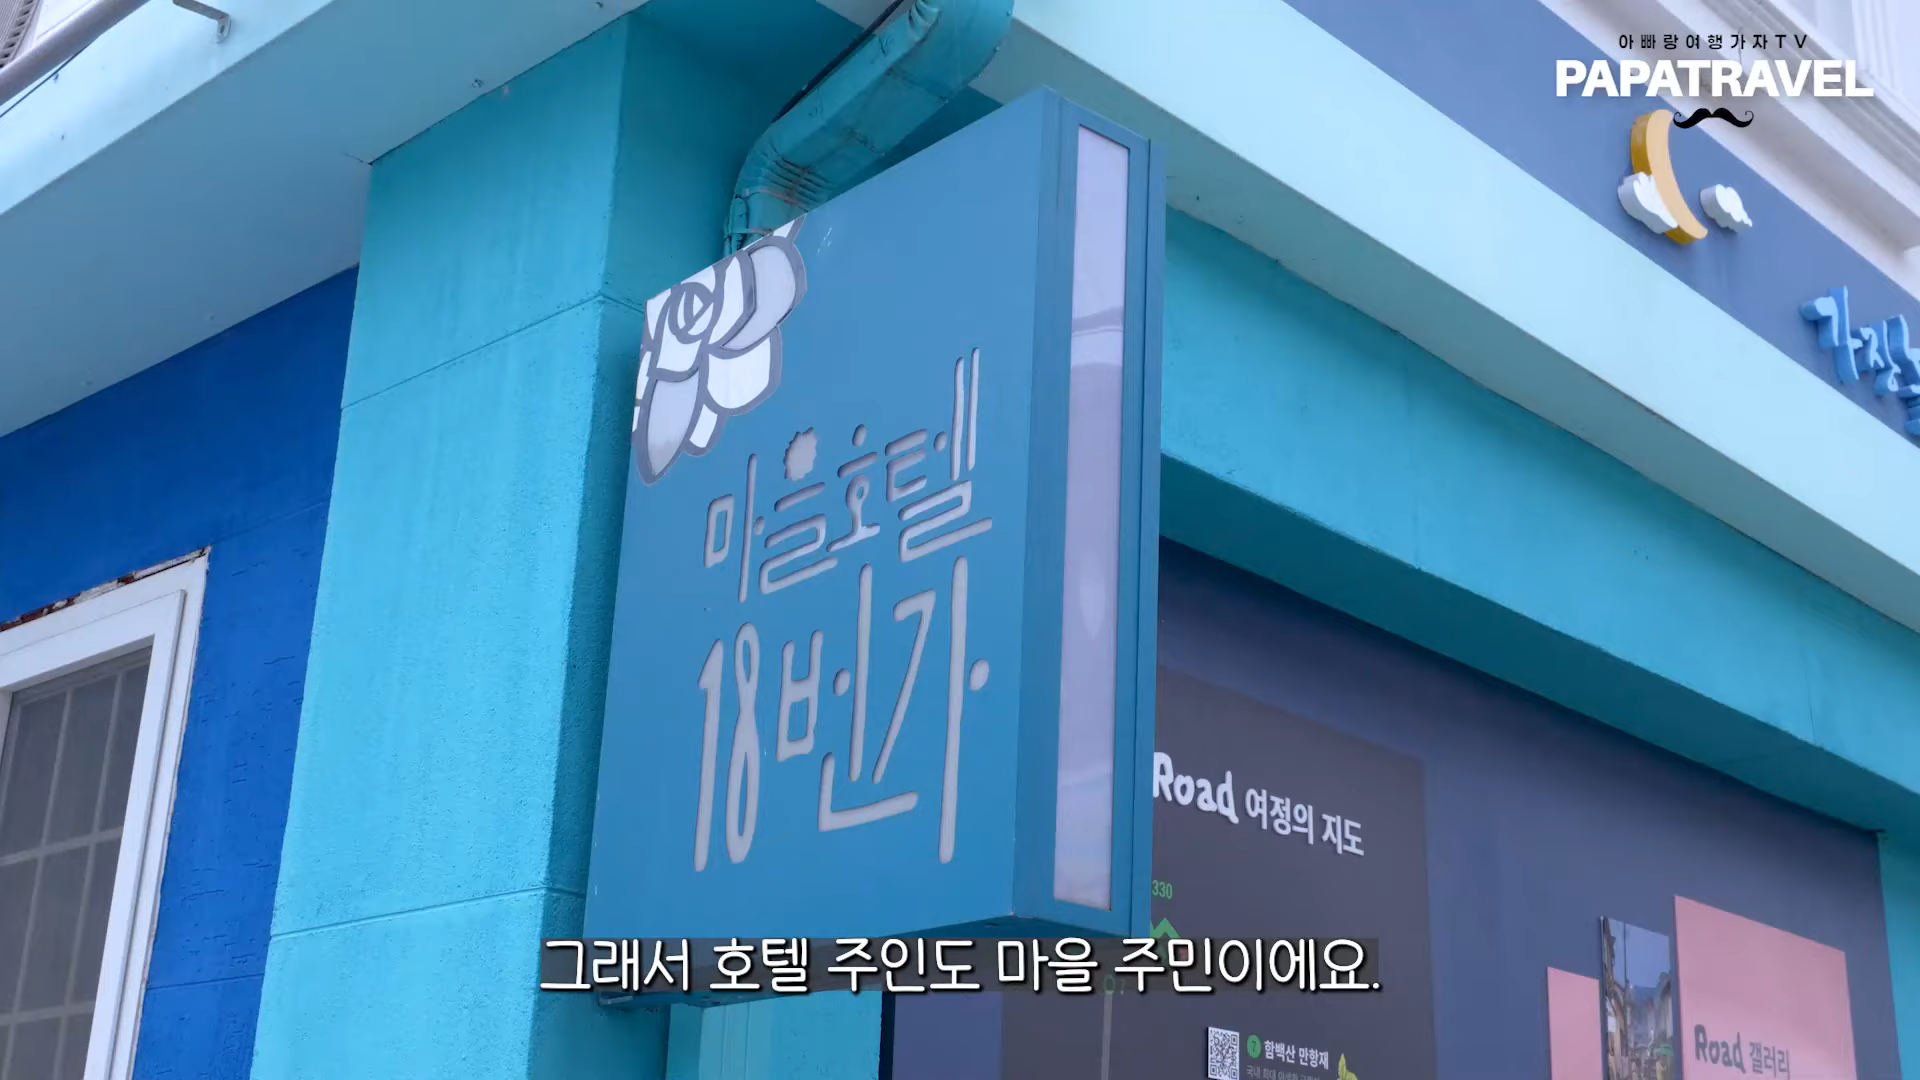 아빠랑여행가자TV
PAPATRAVEL
마을호텔
18번가
Road 여정의 지도
330
그래서 호텔 주인도 마을 주민이에요.
7 함백산 만항재
Road 갤러리